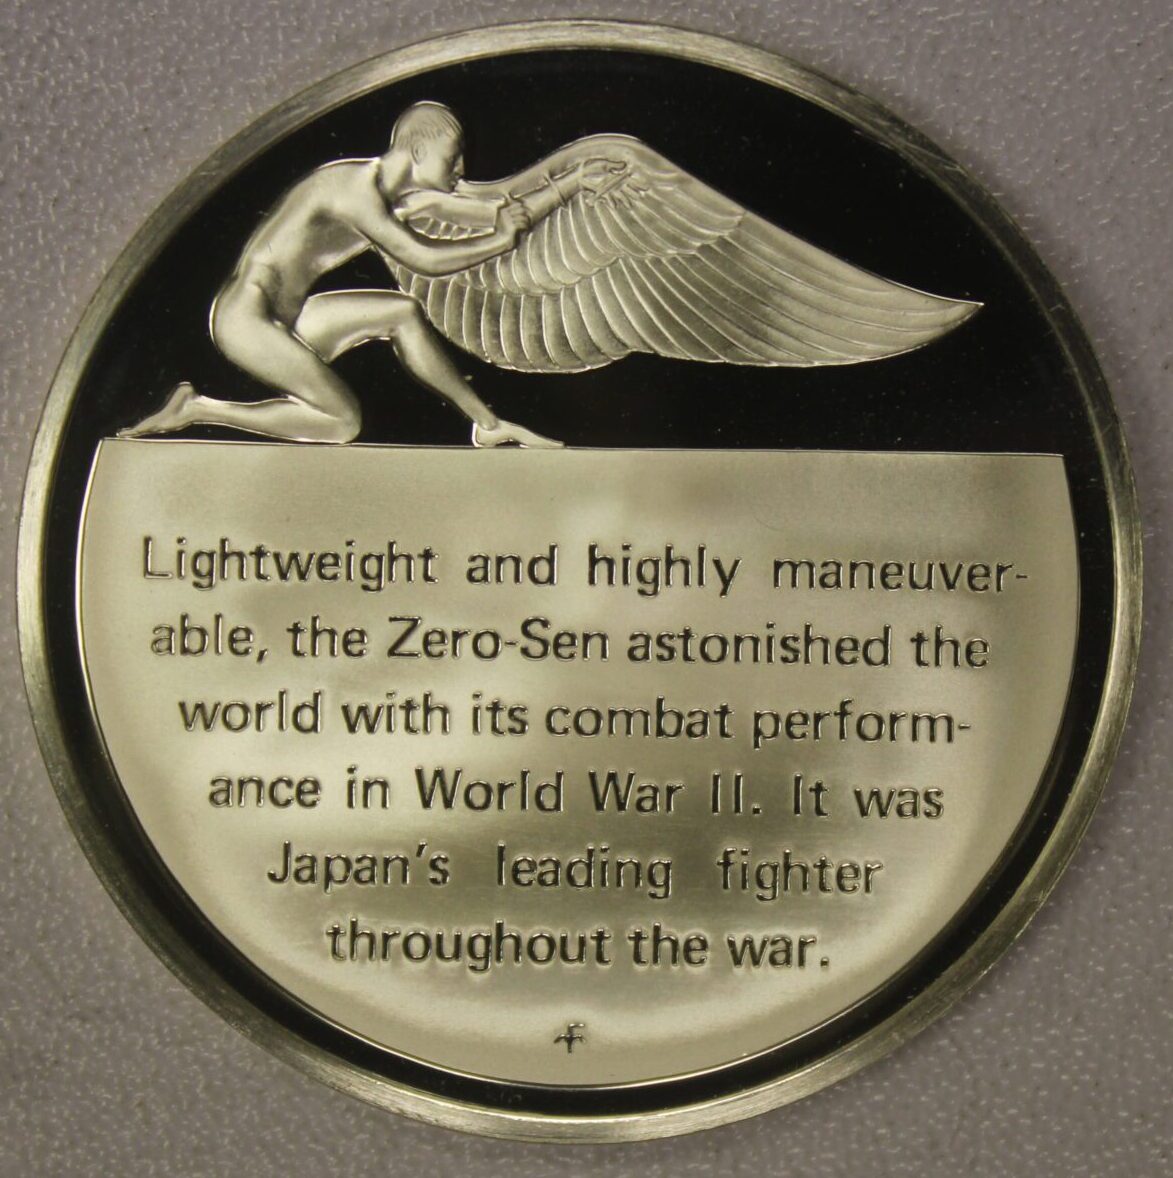 Lightweight and highly maneuver-
able, the Zero-Sen astonished the
world with its combat perform-
ance in World War II. It was
Japan's leading fighter
throughout the war.